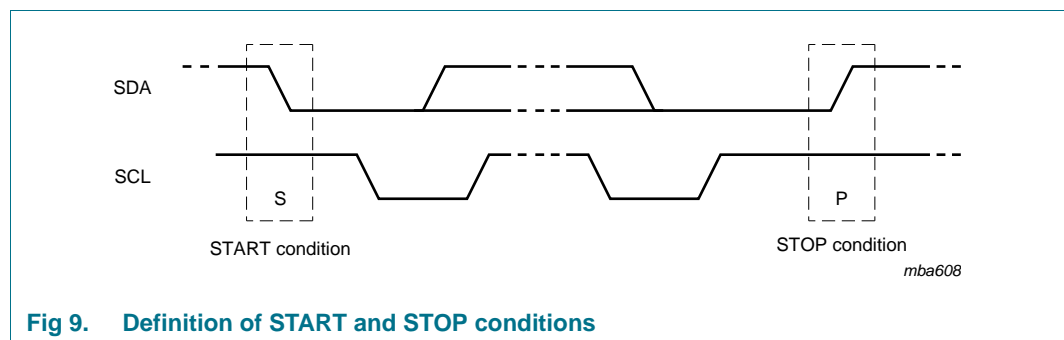 SDA
SCL
S
P
START condition
STOP condition
mba608
Fig 9. Definition of START and STOP conditions